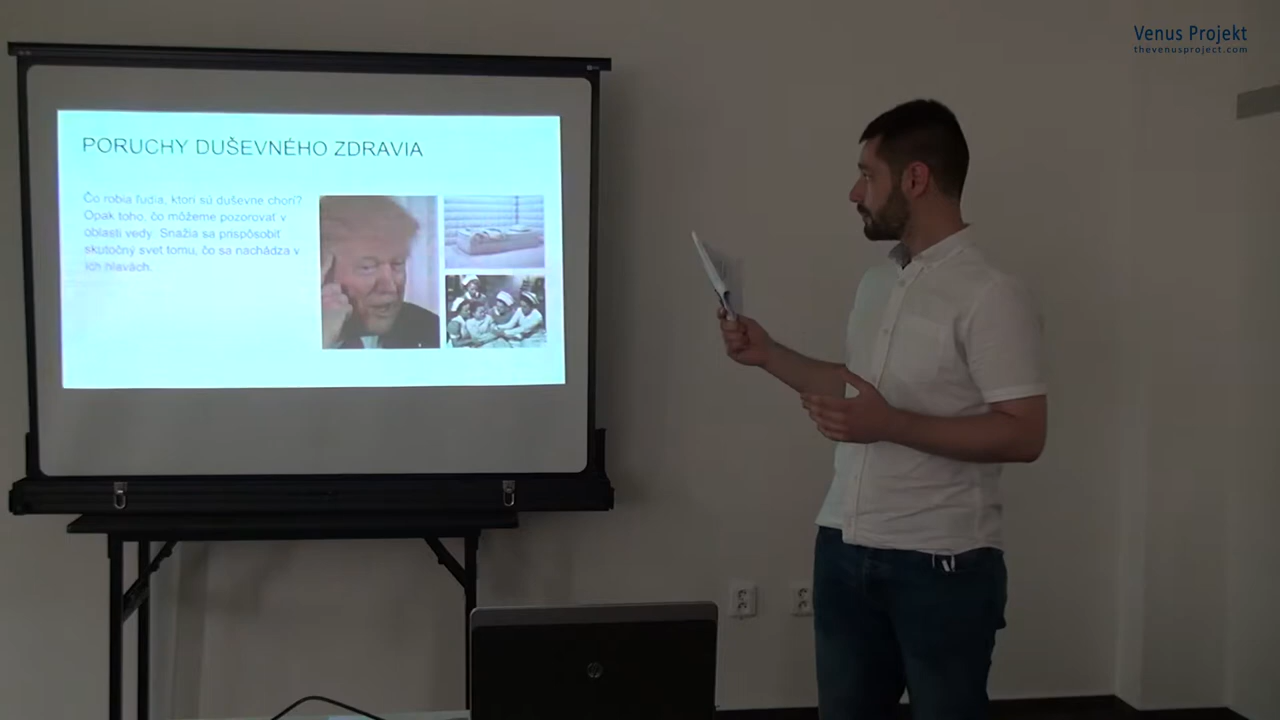 Venus Projekt
thevenusproject.com
PORUCHY DUŠEVNÉHO ZDRAVIA
Čo robia ľudia, ktorí sú duševne chorí?
Opak toho, čo môžeme pozorovať v
oblasti vedy. Snažia sa prispôsobiť
skutočný svet tomu, čo sa nachádza v
ich hlavách.
hp